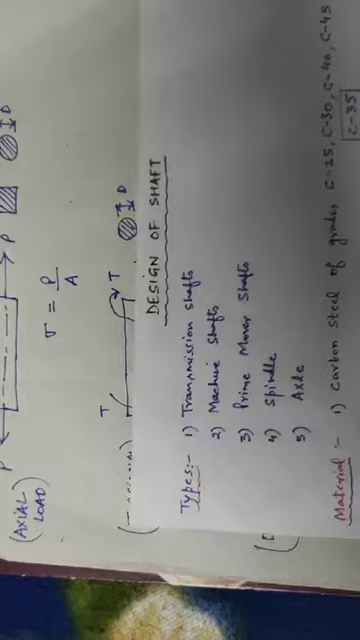 P
P
D
(AXIAL
LOAD)
σ = P/A
T
T
D
DESIGN OF SHAFT
Types:- 1) Transmission Shafts
2) Machine Shafts
3) Prime Mover Shafts
4) Spindle
5) Axle
Material:- 1) Carbon steel of grades C-25, C-30, C-40, C-45
C-35